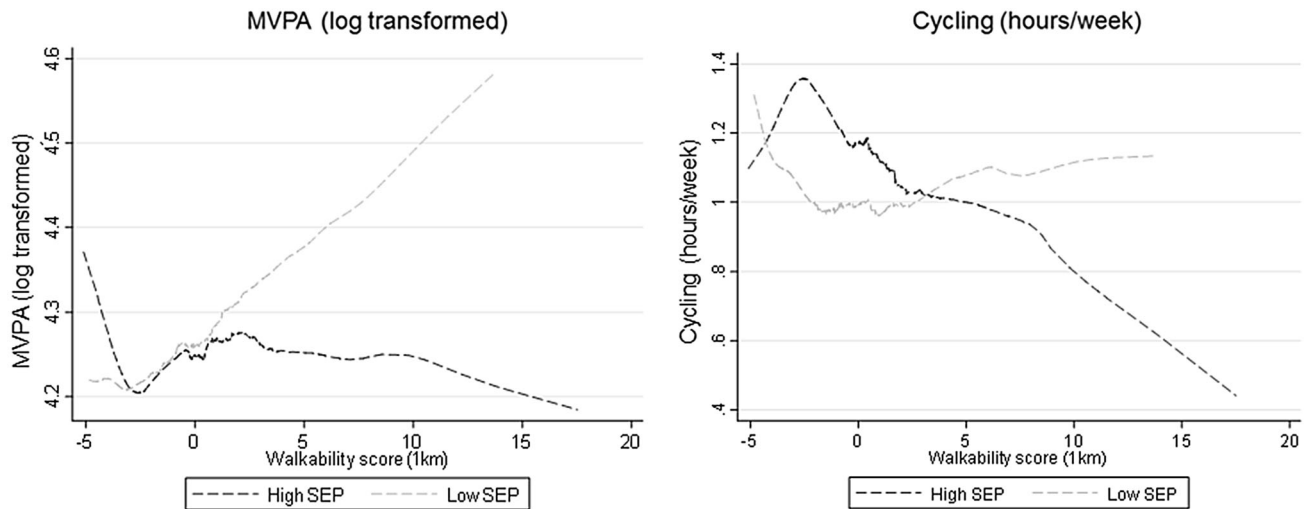 MVPA (log transformed)
MVPA (log transformed)
4.6
4.5
4.4
4.3
4.2
-5
0
5
10
15
20
Walkability score (1km)
High SEP
Low SEP
Cycling (hours/week)
Cycling (hours/week)
1.4
1.2
1
.8
.6
.4
-5
0
5
10
15
20
Walkability score (1km)
High SEP
Low SEP